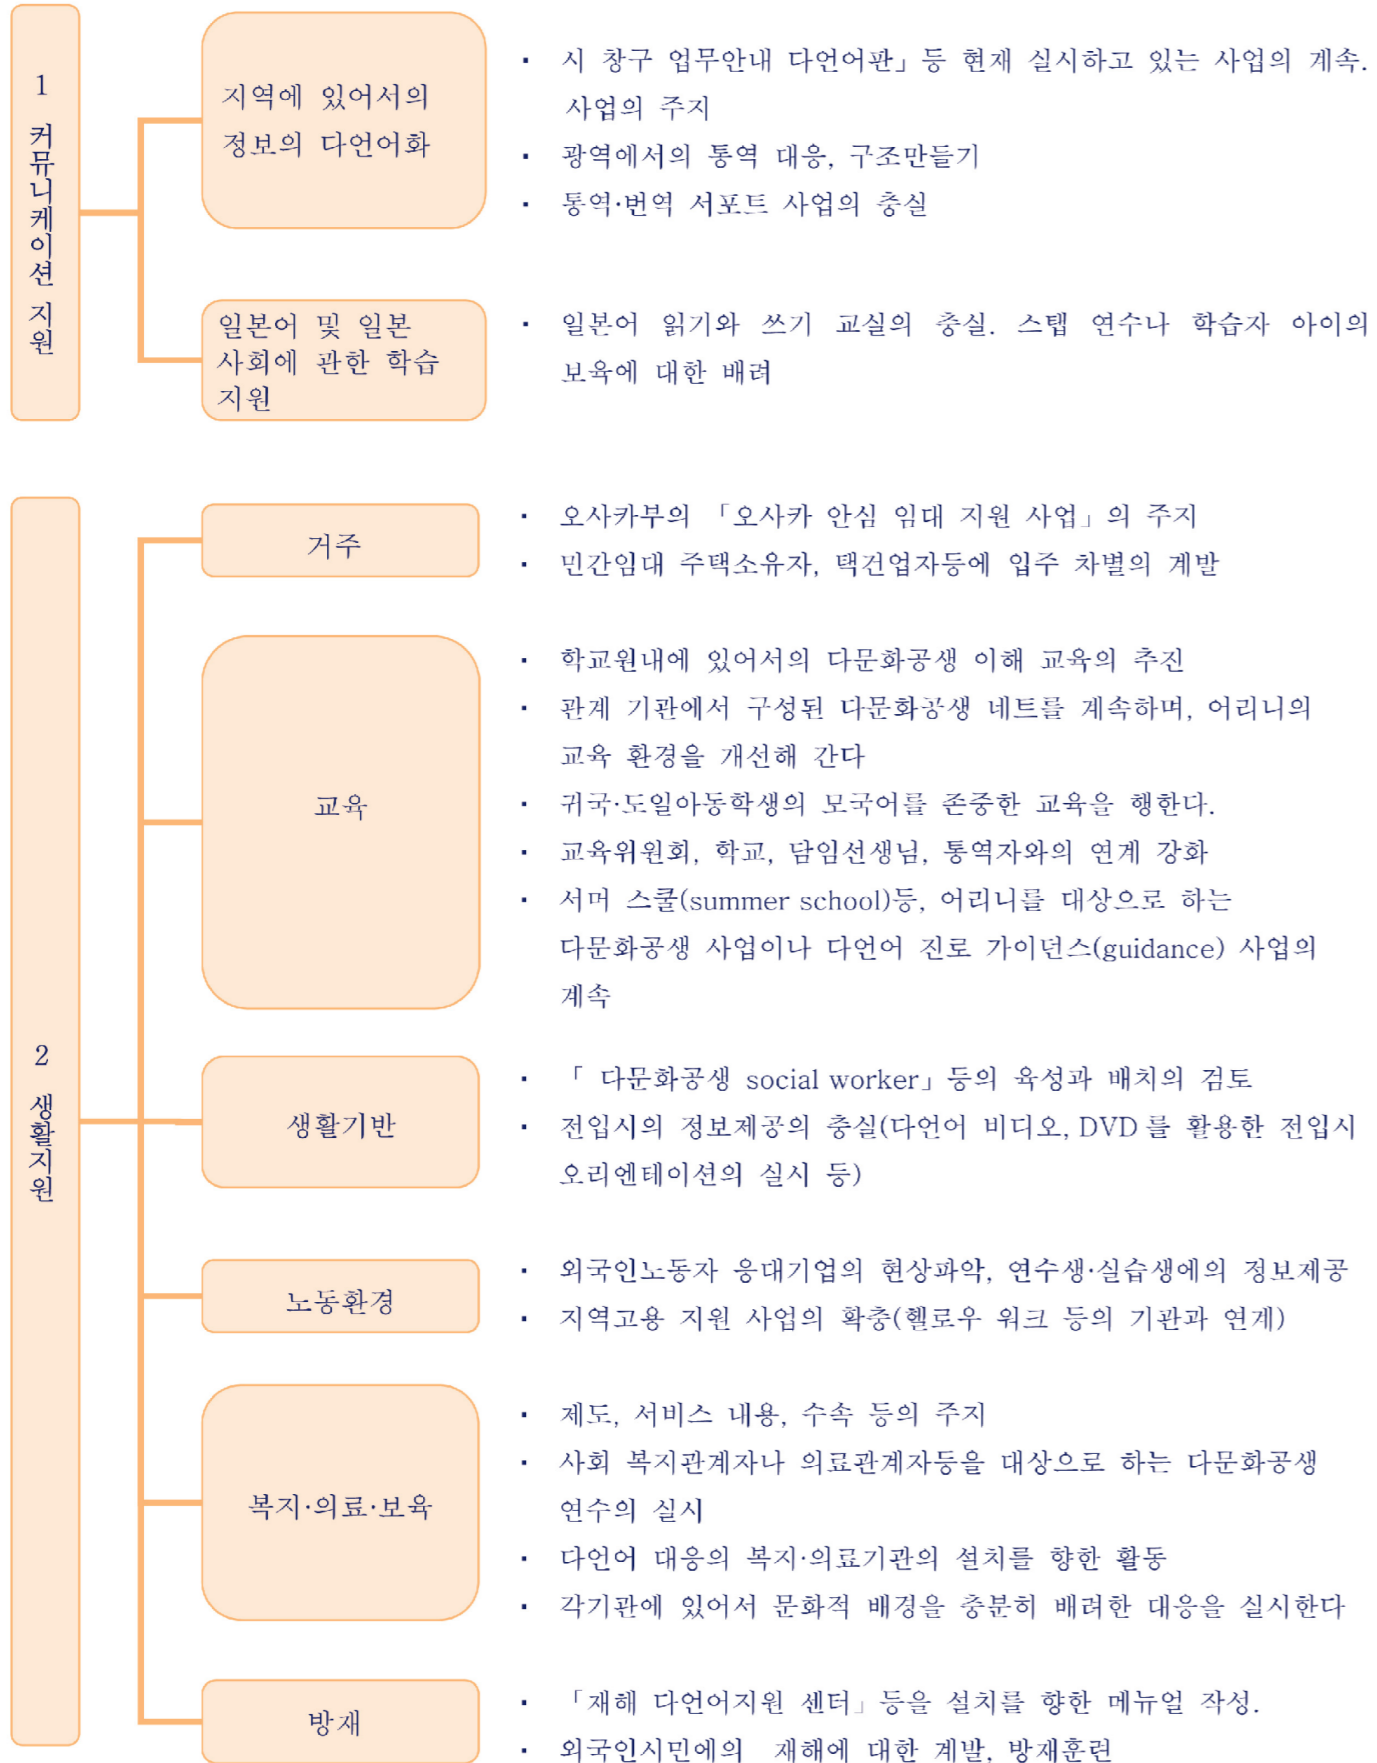 1 커뮤니케이션 지원
지역에 있어서의
정보의 다언어화
· 시 창구 업무안내 다언어판」등 현재 실시하고 있는 사업의 계속.
사업의 주지
· 광역에서의 통역 대응, 구조만들기
· 통역·번역 서포트 사업의 충실
일본어 및 일본
사회에 관한 학습
지원
· 일본어 읽기와 쓰기 교실의 충실. 스탭 연수나 학습자 아이의
보육에 대한 배려
2 생활지원
거주
· 오사카부의 「오사카 안심 임대 지원 사업」의 주지
· 민간임대 주택소유자, 택건업자등에 입주 차별의 계발
교육
· 학교원내에 있어서의 다문화공생 이해 교육의 추진
· 관계 기관에서 구성된 다문화공생 네트를 계속하며, 어리니의
교육 환경을 개선해 간다
· 귀국·도일아동학생의 모국어를 존중한 교육을 행한다.
· 교육위원회, 학교, 담임선생님, 통역자와의 연계 강화
· 서머 스쿨(summer school)등, 어리니를 대상으로 하는
다문화공생 사업이나 다언어 진로 가이던스(guidance) 사업의
계속
생활기반
· 「 다문화공생 social worker」등의 육성과 배치의 검토
· 전입시의 정보제공의 충실(다언어 비디오, DVD 를 활용한 전입시
오리엔테이션의 실시 등)
노동환경
· 외국인노동자 응대기업의 현상파악, 연수생·실습생에의 정보제공
· 지역고용 지원 사업의 확충(헬로우 워크 등의 기관과 연계)
복지·의료·보육
· 제도, 서비스 내용, 수속 등의 주지
· 사회 복지관계자나 의료관계자등을 대상으로 하는 다문화공생
연수의 실시
· 다언어 대응의 복지·의료기관의 설치를 향한 활동
· 각기관에 있어서 문화적 배경을 충분히 배려한 대응을 실시한다
방재
· 「재해 다언어지원 센터」등을 설치를 향한 메뉴얼 작성.
· 외국인시민에의 재해에 대한 계발, 방재훈련